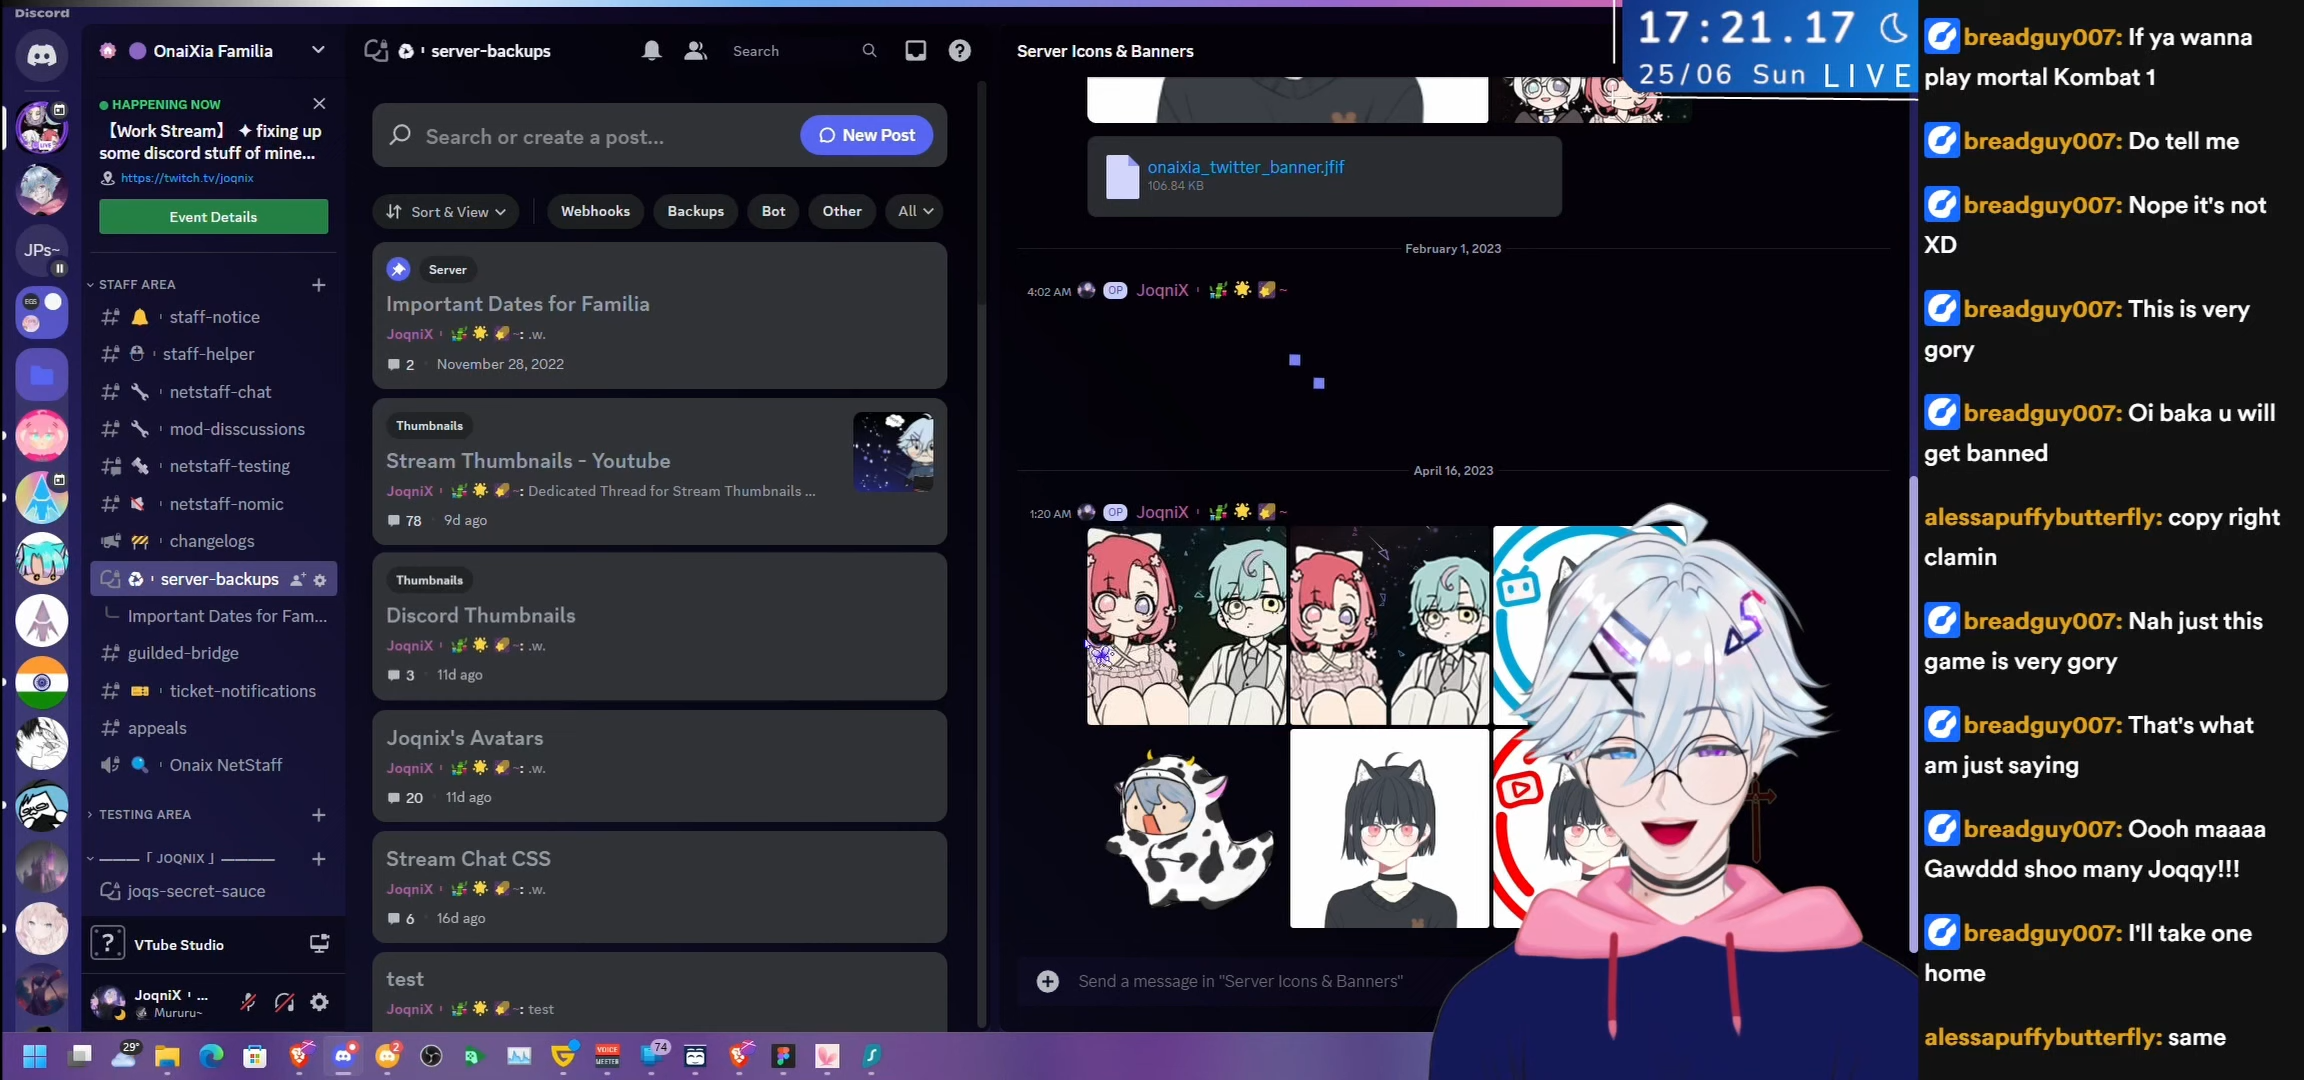 Discord
OnaiXia Familia
HAPPENING NOW
【Work Stream】 ✦ fixing up
some discord stuff of mine...
https://twitch.tv/joqnix
Event Details
STAFF AREA
staff-notice
staff-helper
netstaff-chat
mod-disscussions
netstaff-testing
netstaff-nomic
changelogs
server-backups
Important Dates for Fam...
guilded-bridge
ticket-notifications
appeals
Onaix NetStaff
TESTING AREA
「 JOQNIX 」
joqs-secret-sauce
VTube Studio
JoqniX ...
Mururu~
JPs~
EGS
server-backups
Search
Search or create a post...
New Post
Sort & View
Webhooks
Backups
Bot
Other
All
Server
Important Dates for Familia
JoqniX ~: .w.
2 · November 28, 2022
Thumbnails
Stream Thumbnails - Youtube
JoqniX ~: Dedicated Thread for Stream Thumbnails ...
78 · 9d ago
Thumbnails
Discord Thumbnails
JoqniX ~: .w.
3 · 11d ago
Joqnix's Avatars
JoqniX ~: .w.
20 · 11d ago
Stream Chat CSS
JoqniX ~: .w.
6 · 16d ago
test
JoqniX ~: test
Server Icons & Banners
onaixia_twitter_banner.jfif
106.84 KB
February 1, 2023
4:02 AM OP JoqniX ~
April 16, 2023
1:20 AM OP JoqniX ~
Send a message in "Server Icons & Banners"
17:21.17
25/06 Sun LIVE
breadguy007: If ya wanna
play mortal Kombat 1
breadguy007: Do tell me
breadguy007: Nope it's not
XD
breadguy007: This is very
gory
breadguy007: Oi baka u will
get banned
alessapuffybutterfly: copy right
clamin
breadguy007: Nah just this
game is very gory
breadguy007: That's what
am just saying
breadguy007: Oooh maaaa
Gawddd shoo many Joqqy!!!
breadguy007: I'll take one
home
alessapuffybutterfly: same
29°
2
VOICE
MEETER
74